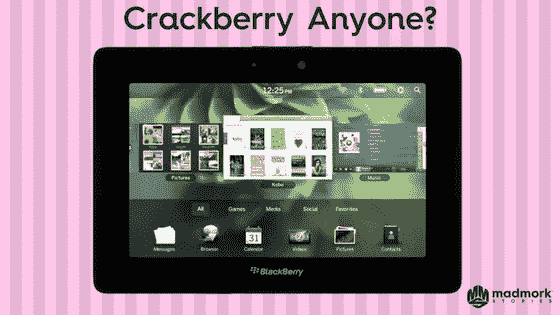 Crackberry Anyone?
12:25 PM
Pictures
Kobo
Music
All Games Media Social Favorites
31
Messages Browser Calendar Videos Pictures Contacts
BlackBerry
madmork
STORIES